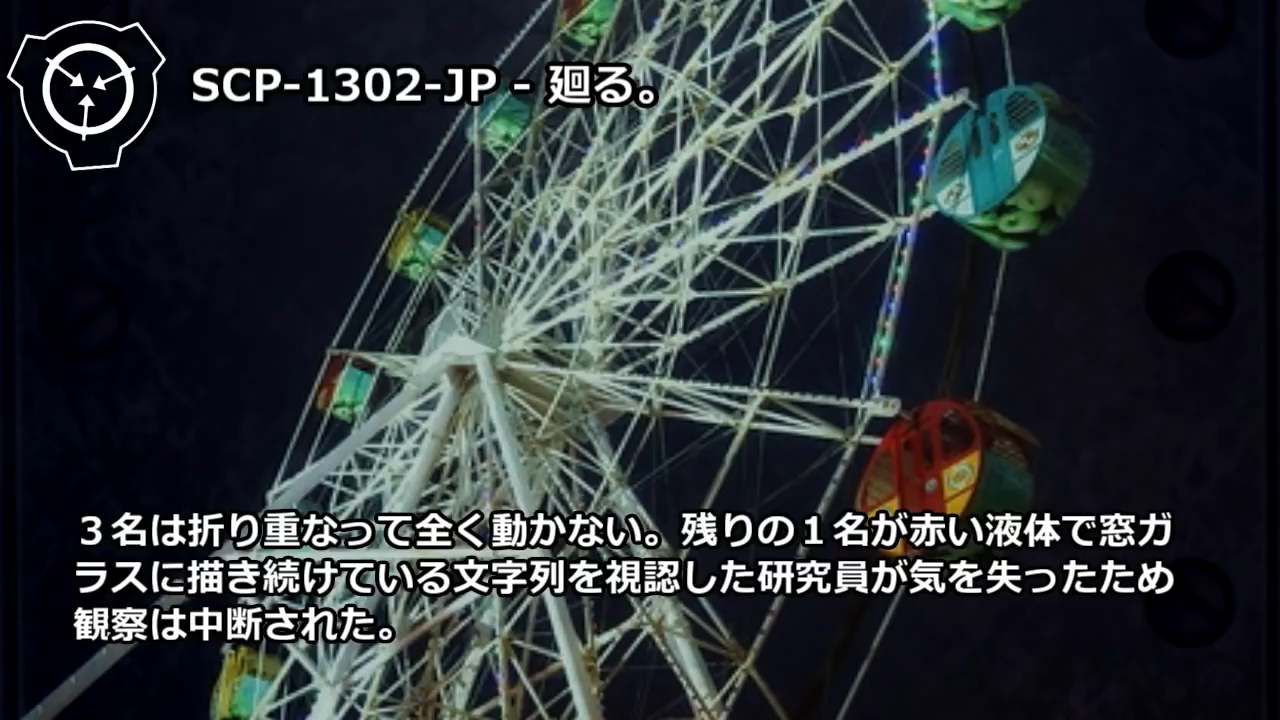 SCP-1302-JP - 廻る。
３名は折り重なって全く動かない。残りの１名が赤い液体で窓ガ
ラスに描き続けている文字列を視認した研究員が気を失ったため
観察は中断された。